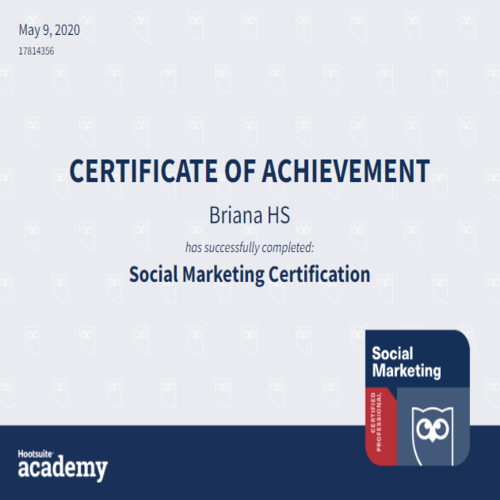 May 9, 2020
17814356
CERTIFICATE OF ACHIEVEMENT
Briana HS
has successfully completed:
Social Marketing Certification
Social
Marketing
CERTIFIED
PROFESSIONAL
Hootsuite®
academy